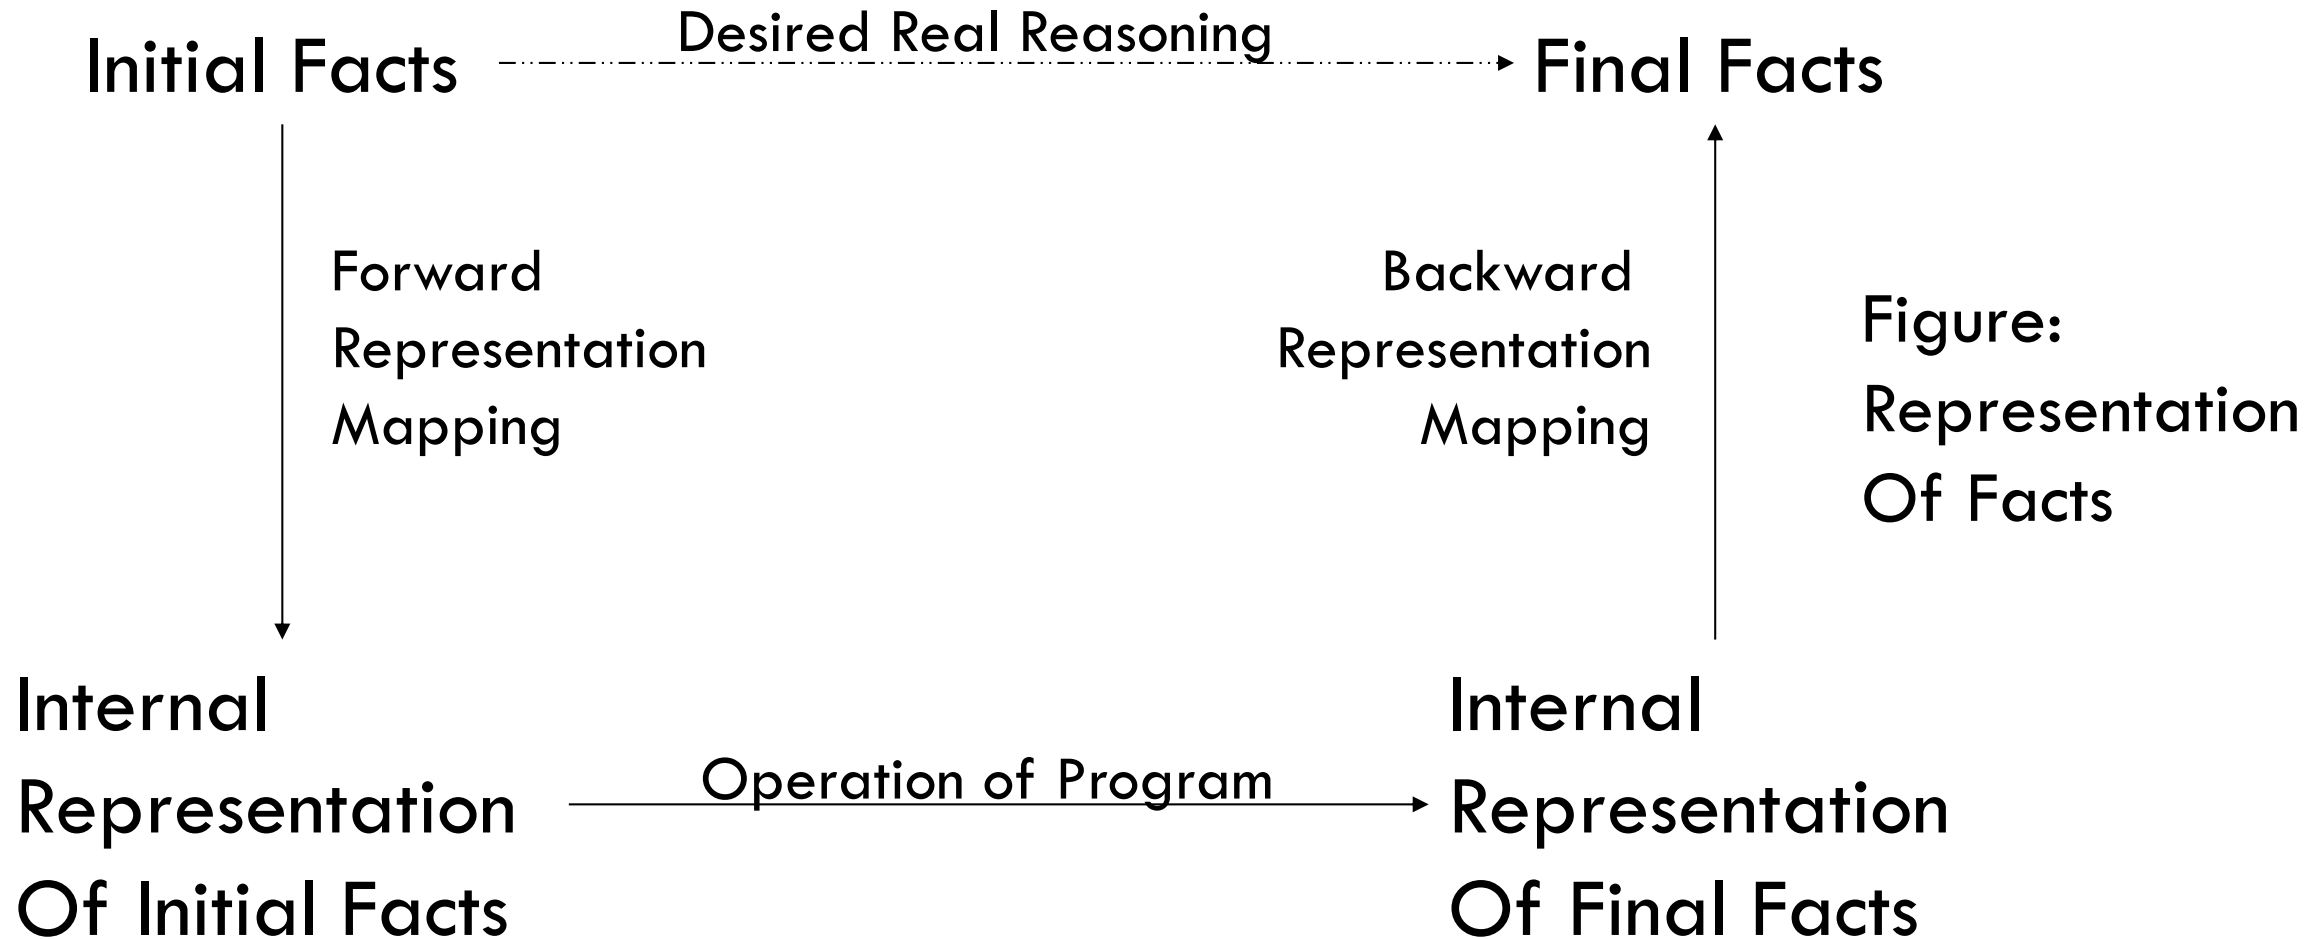 Desired Real Reasoning
Initial Facts
Final Facts
Forward
Representation
Mapping
Backward
Representation
Mapping
Figure:
Representation
Of Facts
Internal
Representation
Of Initial Facts
Operation of Program
Internal
Representation
Of Final Facts